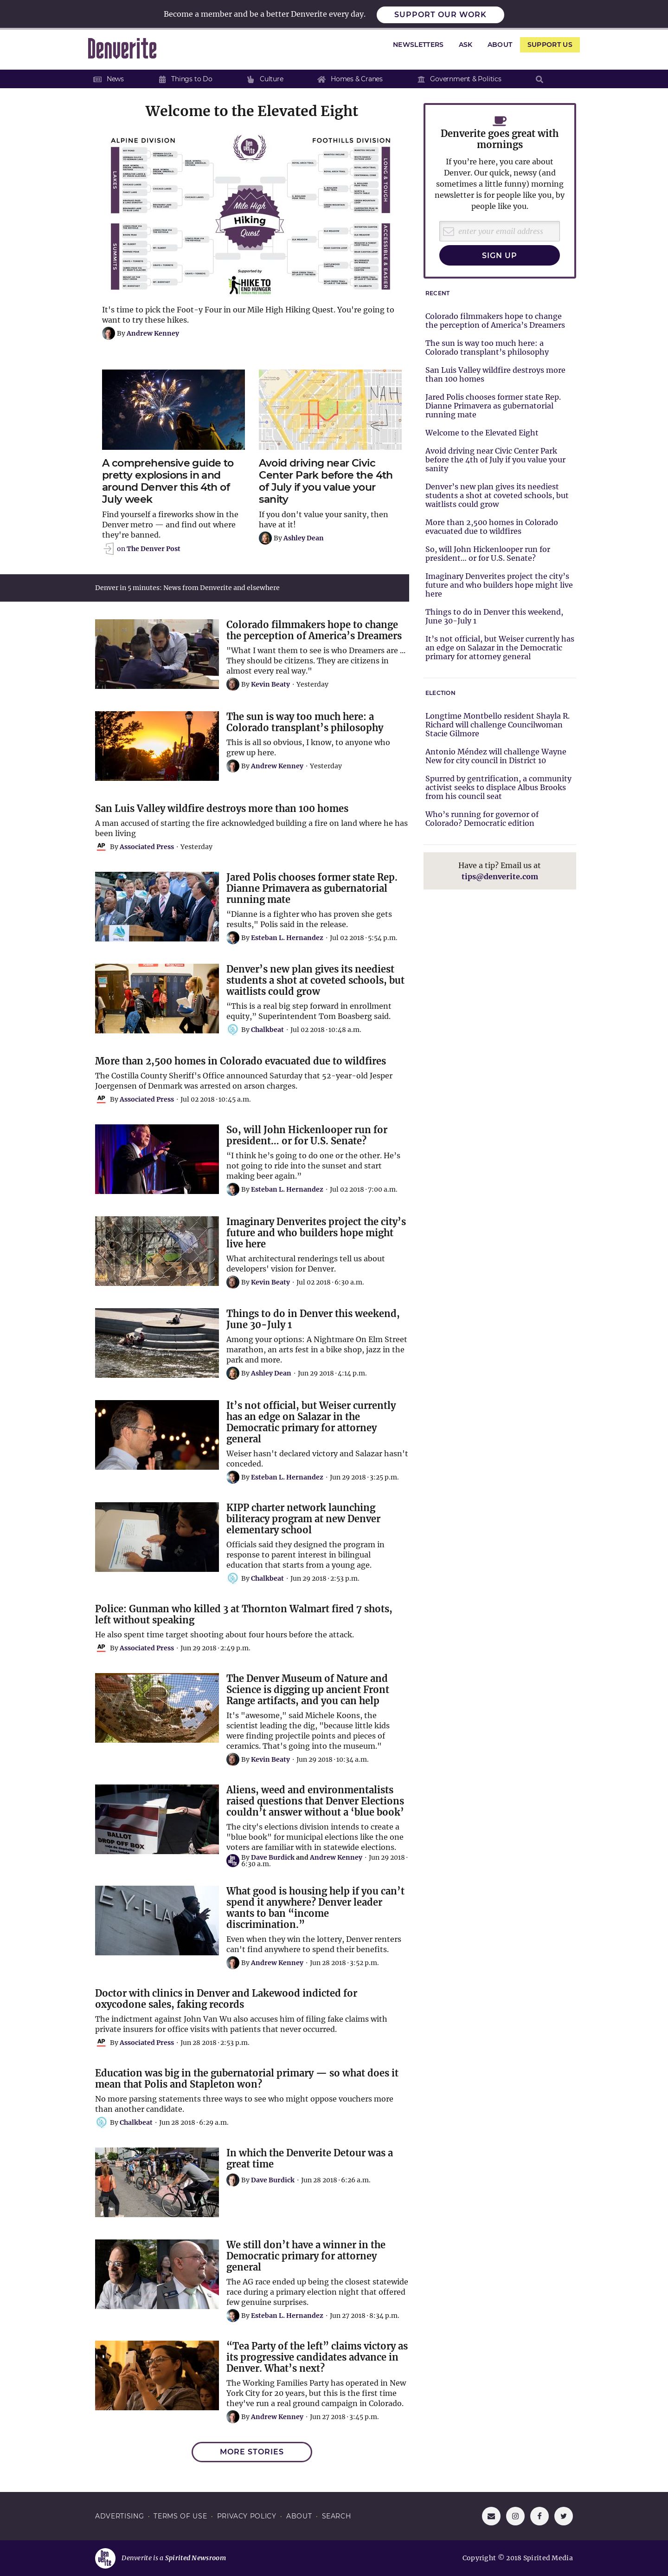 Become a member and be a better Denverite every day.
SUPPORT OUR WORK
Denverite
NEWSLETTERS ASK ABOUT SUPPORT US
News Things to Do Culture Homes & Cranes Government & Politics
Welcome to the Elevated Eight
ALPINE DIVISION FOOTHILLS DIVISION
LAKES
LONG & TOUGH
Mile High
Hiking
Quest
SUMMITS
ACCESSIBLE & EASIER
Supported by
HIKE TO
END HUNGER
It's time to pick the Foot-y Four in our Mile High Hiking Quest. You're going to
want to try these hikes.
By Andrew Kenney
NAH
A comprehensive guide to
pretty explosions in and
around Denver this 4th of
July week
Find yourself a fireworks show in the
Denver metro — and find out where
they're banned.
on The Denver Post
Avoid driving near Civic
Center Park before the 4th
of July if you value your
sanity
If you don't value your sanity, then
have at it!
By Ashley Dean
Denver in 5 minutes: News from Denverite and elsewhere
Colorado filmmakers hope to change
the perception of America's Dreamers
"What I want them to see is who Dreamers are ...
They should be citizens. They are citizens in
almost every real way."
By Kevin Beaty · Yesterday
The sun is way too much here: a
Colorado transplant's philosophy
This is all so obvious, I know, to anyone who
grew up here.
By Andrew Kenney · Yesterday
San Luis Valley wildfire destroys more than 100 homes
A man accused of starting the fire acknowledged building a fire on land where he has
been living
AP By Associated Press · Yesterday
Jared Polis chooses former state Rep.
Dianne Primavera as gubernatorial
running mate
“Dianne is a fighter who has proven she gets
results,” Polis said in the release.
By Esteban L. Hernandez · Jul 02 2018 · 5:54 p.m.
Denver's new plan gives its neediest
students a shot at coveted schools, but
waitlists could grow
“This is a real big step forward in enrollment
equity,” Superintendent Tom Boasberg said.
By Chalkbeat · Jul 02 2018 · 10:48 a.m.
More than 2,500 homes in Colorado evacuated due to wildfires
The Costilla County Sheriff's Office announced Saturday that 52-year-old Jesper
Joergensen of Denmark was arrested on arson charges.
AP By Associated Press · Jul 02 2018 · 10:45 a.m.
So, will John Hickenlooper run for
president… or for U.S. Senate?
“I think he's going to do one or the other. He's
not going to ride into the sunset and start
making beer again.”
By Esteban L. Hernandez · Jul 02 2018 · 7:00 a.m.
Imaginary Denverites project the city's
future and who builders hope might
live here
What architectural renderings tell us about
developers' vision for Denver.
By Kevin Beaty · Jul 02 2018 · 6:30 a.m.
Things to do in Denver this weekend,
June 30-July 1
Among your options: A Nightmare On Elm Street
marathon, an arts fest in a bike shop, jazz in the
park and more.
By Ashley Dean · Jun 29 2018 · 4:14 p.m.
It's not official, but Weiser currently
has an edge on Salazar in the
Democratic primary for attorney
general
Weiser hasn't declared victory and Salazar hasn't
conceded.
By Esteban L. Hernandez · Jun 29 2018 · 3:25 p.m.
KIPP charter network launching
biliteracy program at new Denver
elementary school
Officials said they designed the program in
response to parent interest in bilingual
education that starts from a young age.
By Chalkbeat · Jun 29 2018 · 2:53 p.m.
Police: Gunman who killed 3 at Thornton Walmart fired 7 shots,
left without speaking
He also spent time target shooting about four hours before the attack.
AP By Associated Press · Jun 29 2018 · 2:49 p.m.
The Denver Museum of Nature and
Science is digging up ancient Front
Range artifacts, and you can help
It's "awesome," said Michele Koons, the
scientist leading the dig, "because little kids
were finding projectile points and pieces of
ceramics. That's going into the museum."
By Kevin Beaty · Jun 29 2018 · 10:34 a.m.
BALLOT
DROP OFF BOX
Aliens, weed and environmentalists
raised questions that Denver Elections
couldn't answer without a ‘blue book’
The city's elections division intends to create a
"blue book" for municipal elections like the one
voters are familiar with in statewide elections.
By Dave Burdick and Andrew Kenney · Jun 29 2018 ·
6:30 a.m.
EY-FLA
What good is housing help if you can't
spend it anywhere? Denver leader
wants to ban “income
discrimination.”
Even when they win the lottery, Denver renters
can't find anywhere to spend their benefits.
By Andrew Kenney · Jun 28 2018 · 3:52 p.m.
Doctor with clinics in Denver and Lakewood indicted for
oxycodone sales, faking records
The indictment against John Van Wu also accuses him of filing fake claims with
private insurers for office visits with patients that never occurred.
AP By Associated Press · Jun 28 2018 · 2:53 p.m.
Education was big in the gubernatorial primary — so what does it
mean that Polis and Stapleton won?
No more parsing statements three ways to see who might oppose vouchers more
than another candidate.
By Chalkbeat · Jun 28 2018 · 6:29 a.m.
In which the Denverite Detour was a
great time
By Dave Burdick · Jun 28 2018 · 6:26 a.m.
We still don't have a winner in the
Democratic primary for attorney
general
The AG race ended up being the closest statewide
race during a primary election night that offered
few genuine surprises.
By Esteban L. Hernandez · Jun 27 2018 · 8:34 p.m.
“Tea Party of the left” claims victory as
its progressive candidates advance in
Denver. What's next?
The Working Families Party has operated in New
York City for 20 years, but this is the first time
they've run a real ground campaign in Colorado.
By Andrew Kenney · Jun 27 2018 · 3:45 p.m.
MORE STORIES
Denverite goes great with
mornings
If you're here, you care about
Denver. Our quick, newsy (and
sometimes a little funny) morning
newsletter is for people like you, by
people like you.
enter your email address
SIGN UP
RECENT
Colorado filmmakers hope to change
the perception of America's Dreamers
The sun is way too much here: a
Colorado transplant's philosophy
San Luis Valley wildfire destroys more
than 100 homes
Jared Polis chooses former state Rep.
Dianne Primavera as gubernatorial
running mate
Welcome to the Elevated Eight
Avoid driving near Civic Center Park
before the 4th of July if you value your
sanity
Denver's new plan gives its neediest
students a shot at coveted schools, but
waitlists could grow
More than 2,500 homes in Colorado
evacuated due to wildfires
So, will John Hickenlooper run for
president… or for U.S. Senate?
Imaginary Denverites project the city's
future and who builders hope might live
here
Things to do in Denver this weekend,
June 30-July 1
It's not official, but Weiser currently has
an edge on Salazar in the Democratic
primary for attorney general
ELECTION
Longtime Montbello resident Shayla R.
Richard will challenge Councilwoman
Stacie Gilmore
Antonio Méndez will challenge Wayne
New for city council in District 10
Spurred by gentrification, a community
activist seeks to displace Albus Brooks
from his council seat
Who's running for governor of
Colorado? Democratic edition
Have a tip? Email us at
tips@denverite.com
ADVERTISING · TERMS OF USE · PRIVACY POLICY · ABOUT · SEARCH
Denverite is a Spirited Newsroom
Copyright © 2018 Spirited Media